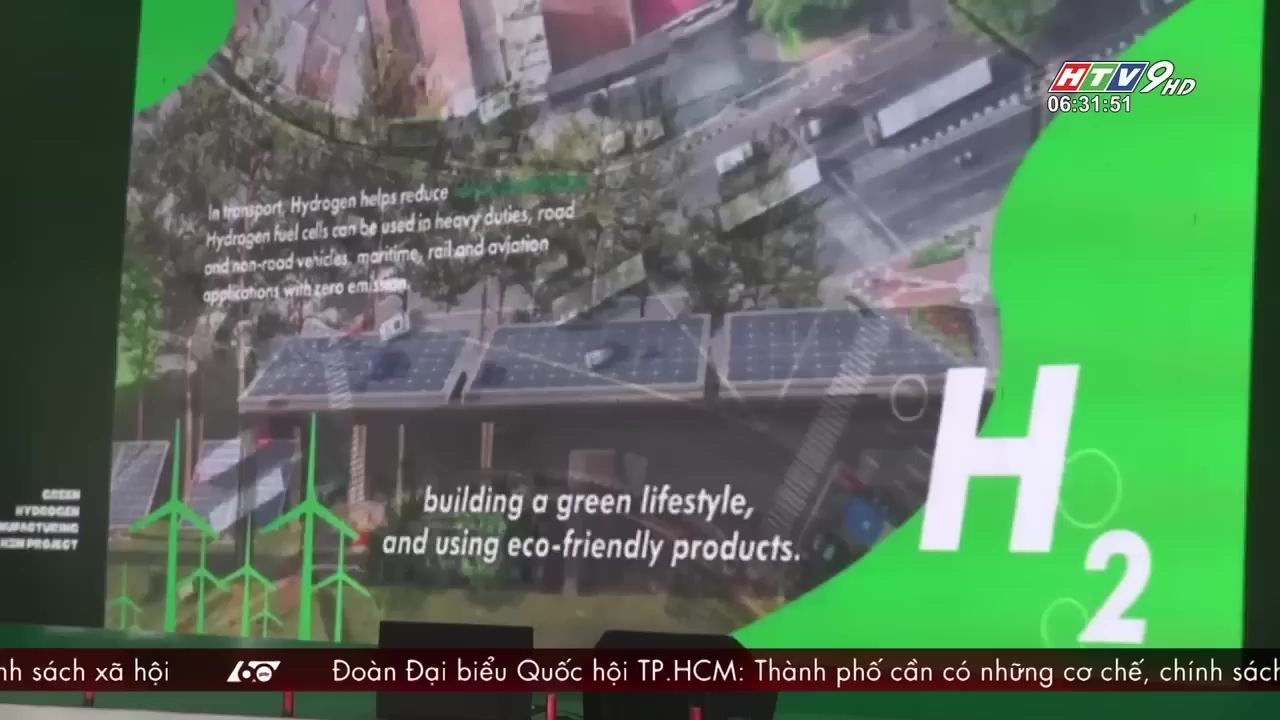 HTV9HD
06:31:51
In transport, Hydrogen helps reduce
Hydrogen fuel cells can be used in heavy duties, road
and non-road vehicles, maritime, rail and aviation
applications with zero emission.
building a green lifestyle,
and using eco-friendly products.
H2
GREEN
HYDROGEN
PROJECT
nh sách xã hội
60
Đoàn Đại biểu Quốc hội TP.HCM: Thành phố cần có những cơ chế, chính sách